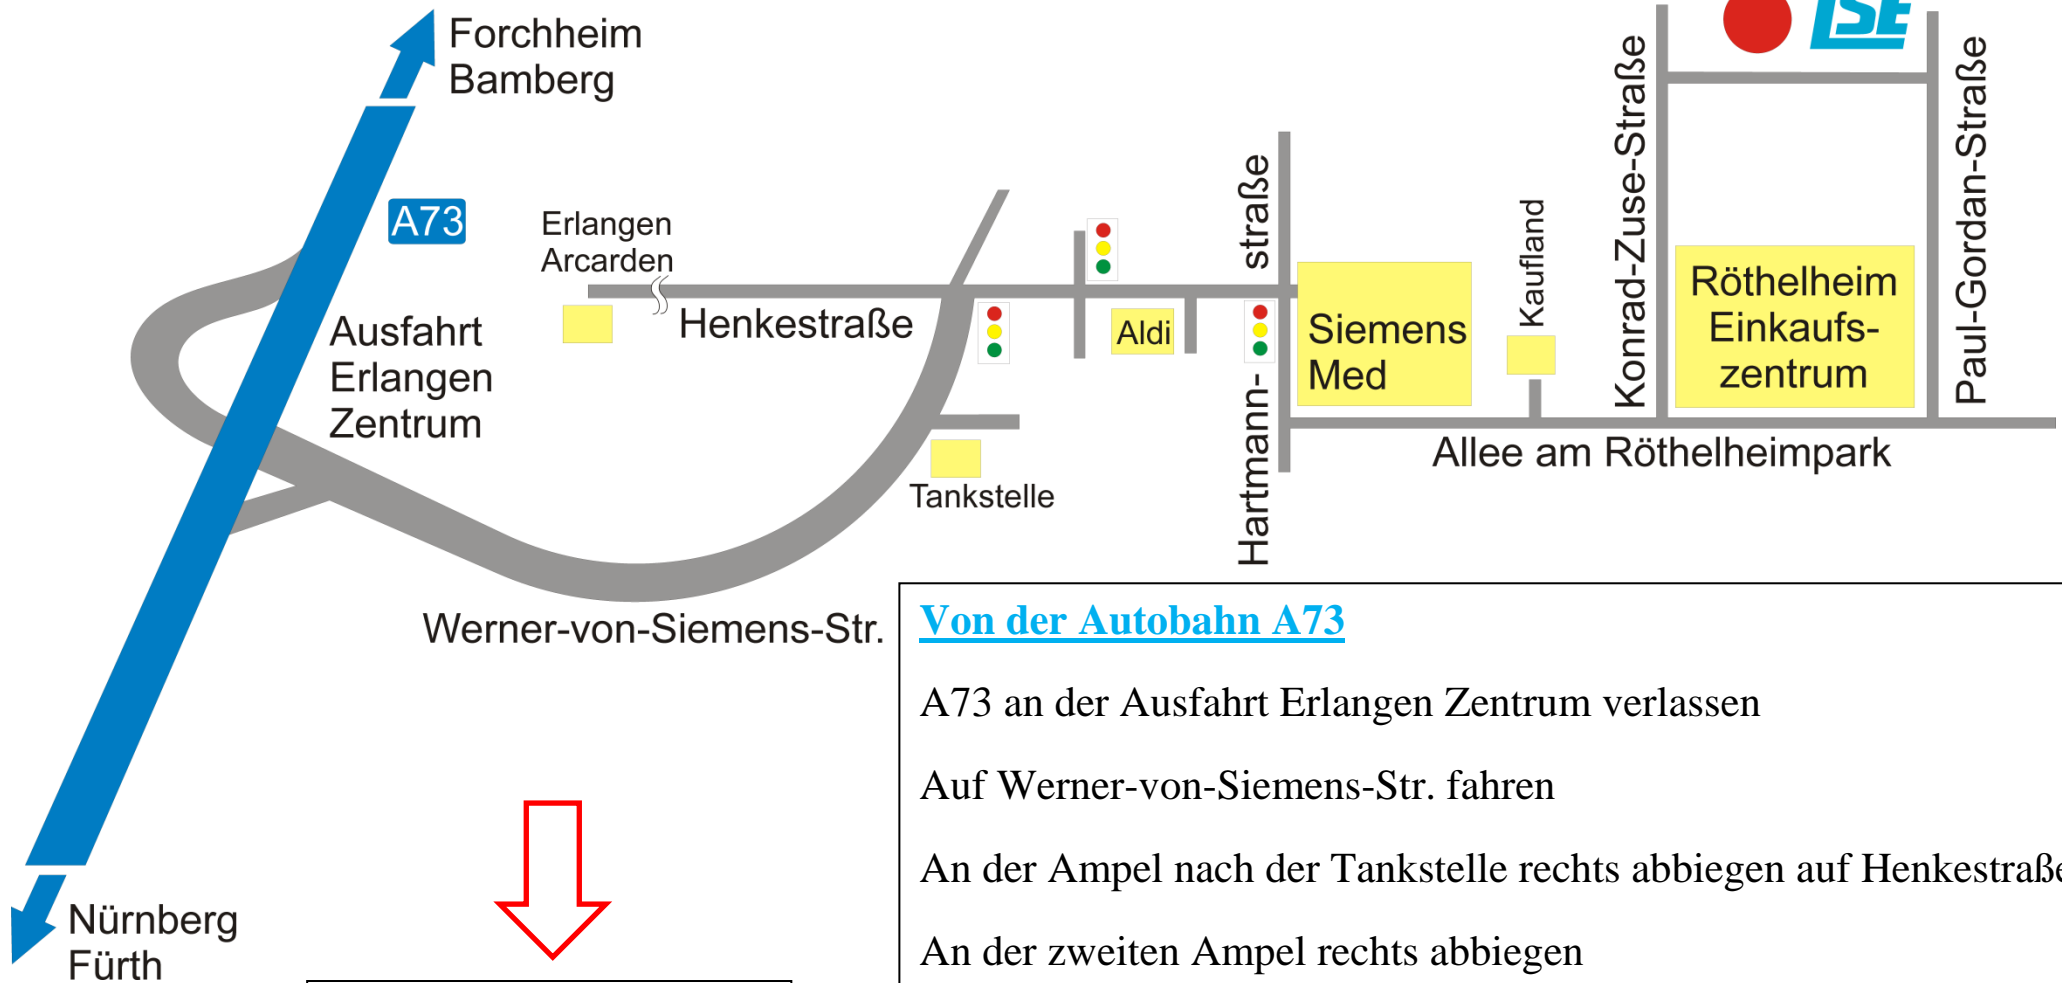 Forchheim
Bamberg
LSE
A73
Erlangen
Arcarden
Henkestraße
Ausfahrt
Erlangen
Zentrum
Aldi
Hartmann-straße
Siemens
Med
Kaufland
Konrad-Zuse-Straße
Röthelheim
Einkaufs-
zentrum
Paul-Gordan-Straße
Allee am Röthelheimpark
Tankstelle
Werner-von-Siemens-Str.
Nürnberg
Fürth
Von der Autobahn A73
A73 an der Ausfahrt Erlangen Zentrum verlassen
Auf Werner-von-Siemens-Str. fahren
An der Ampel nach der Tankstelle rechts abbiegen auf Henkestraße
An der zweiten Ampel rechts abbiegen